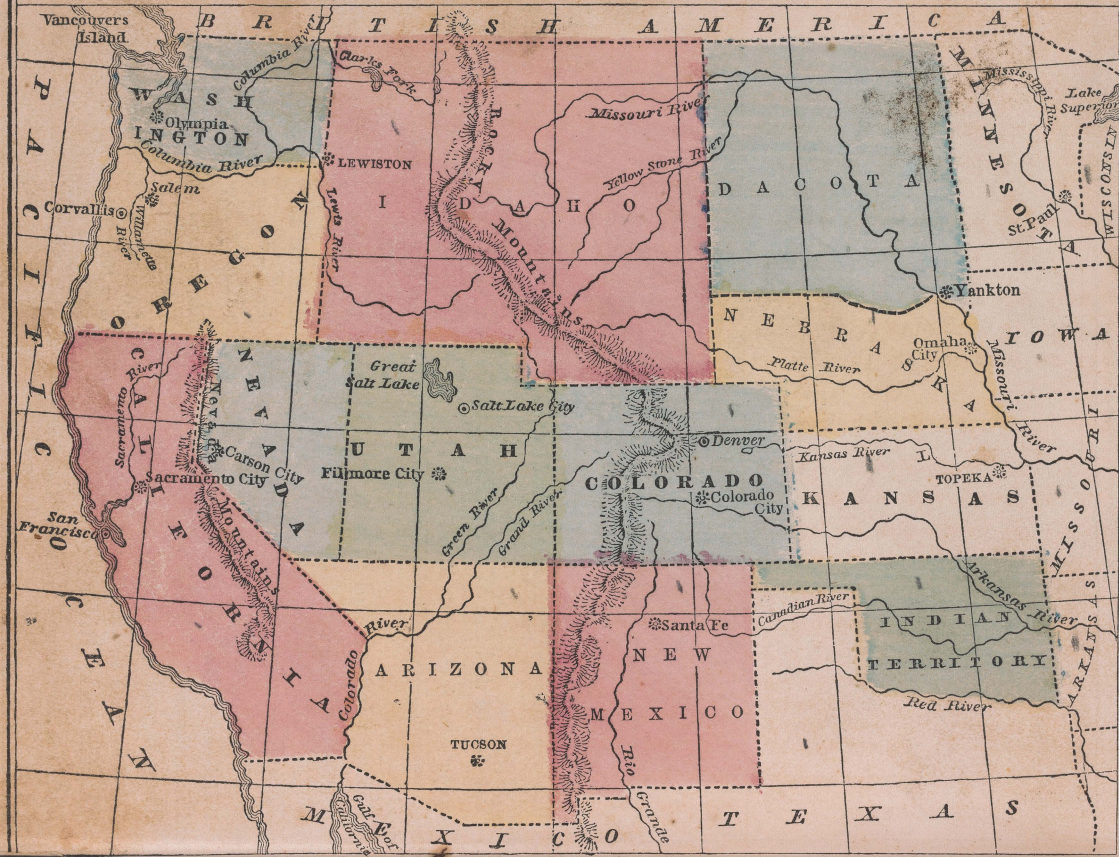 BRITISH AMERICA
Vancouvers
Island
Columbia River
Clarks Fork
WASH
INGTON
Olympia
Columbia River
LEWISTON
Lewis River
ROCKY
Mountains
Missouri River
Yellow Stone River
IDAHO
DACOTA
MINNESOTA
Mississippi River
Lake
Superior
WISCONSIN
St. Paul
Salem
Corvallis
Willamette
River
OREGON
Yankton
NEBRASKA
Omaha
City
Platte River
Missouri
River
IOWA
PACIFIC OCEAN
CALIFORNIA
Sacramento River
Nevada
Mountains
NEVADA
Carson City
Sacramento City
San
Francisco
Great
Salt Lake
Salt Lake City
UTAH
Fillmore City
Green River
Grand River
COLORADO
Denver
Colorado
City
Kansas River
TOPEKA
KANSAS
L
MISSOURI
Arkansas River
ARKANSAS
INDIAN
TERRITORY
Canadian River
Red River
Colorado
River
ARIZONA
TUCSON
Santa Fe
NEW
MEXICO
Rio
Grande
Gulf of
California
MEXICO
TEXAS